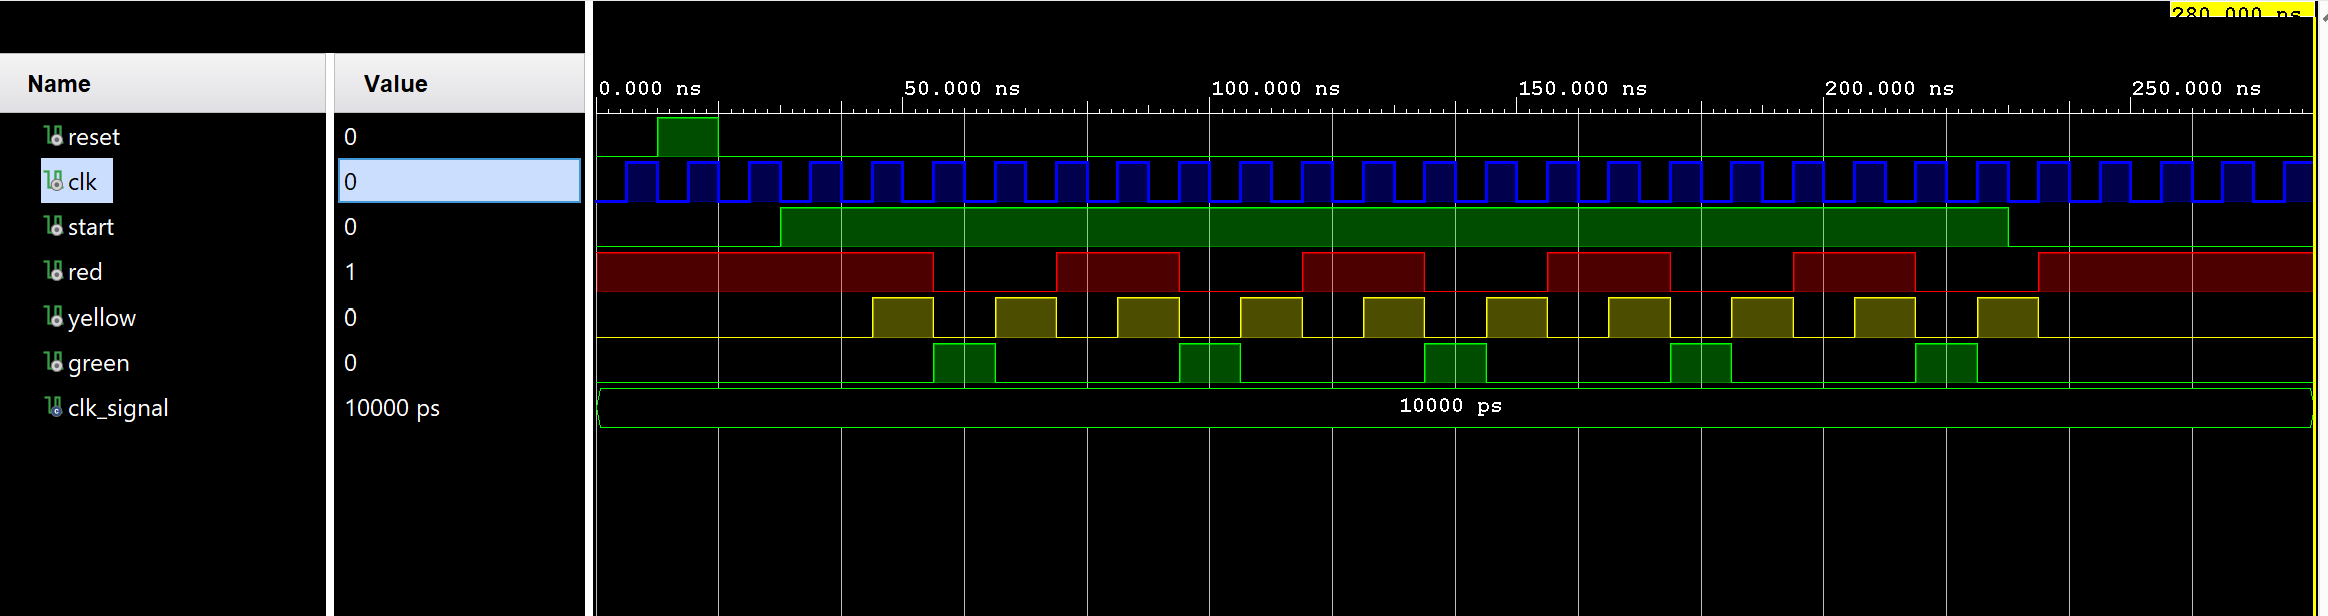 280.000 ns
Name Value
0.000 ns 50.000 ns 100.000 ns 150.000 ns 200.000 ns 250.000 ns
reset 0
clk 0
start 0
red 1
yellow 0
green 0
clk_signal 10000 ps 10000 ps